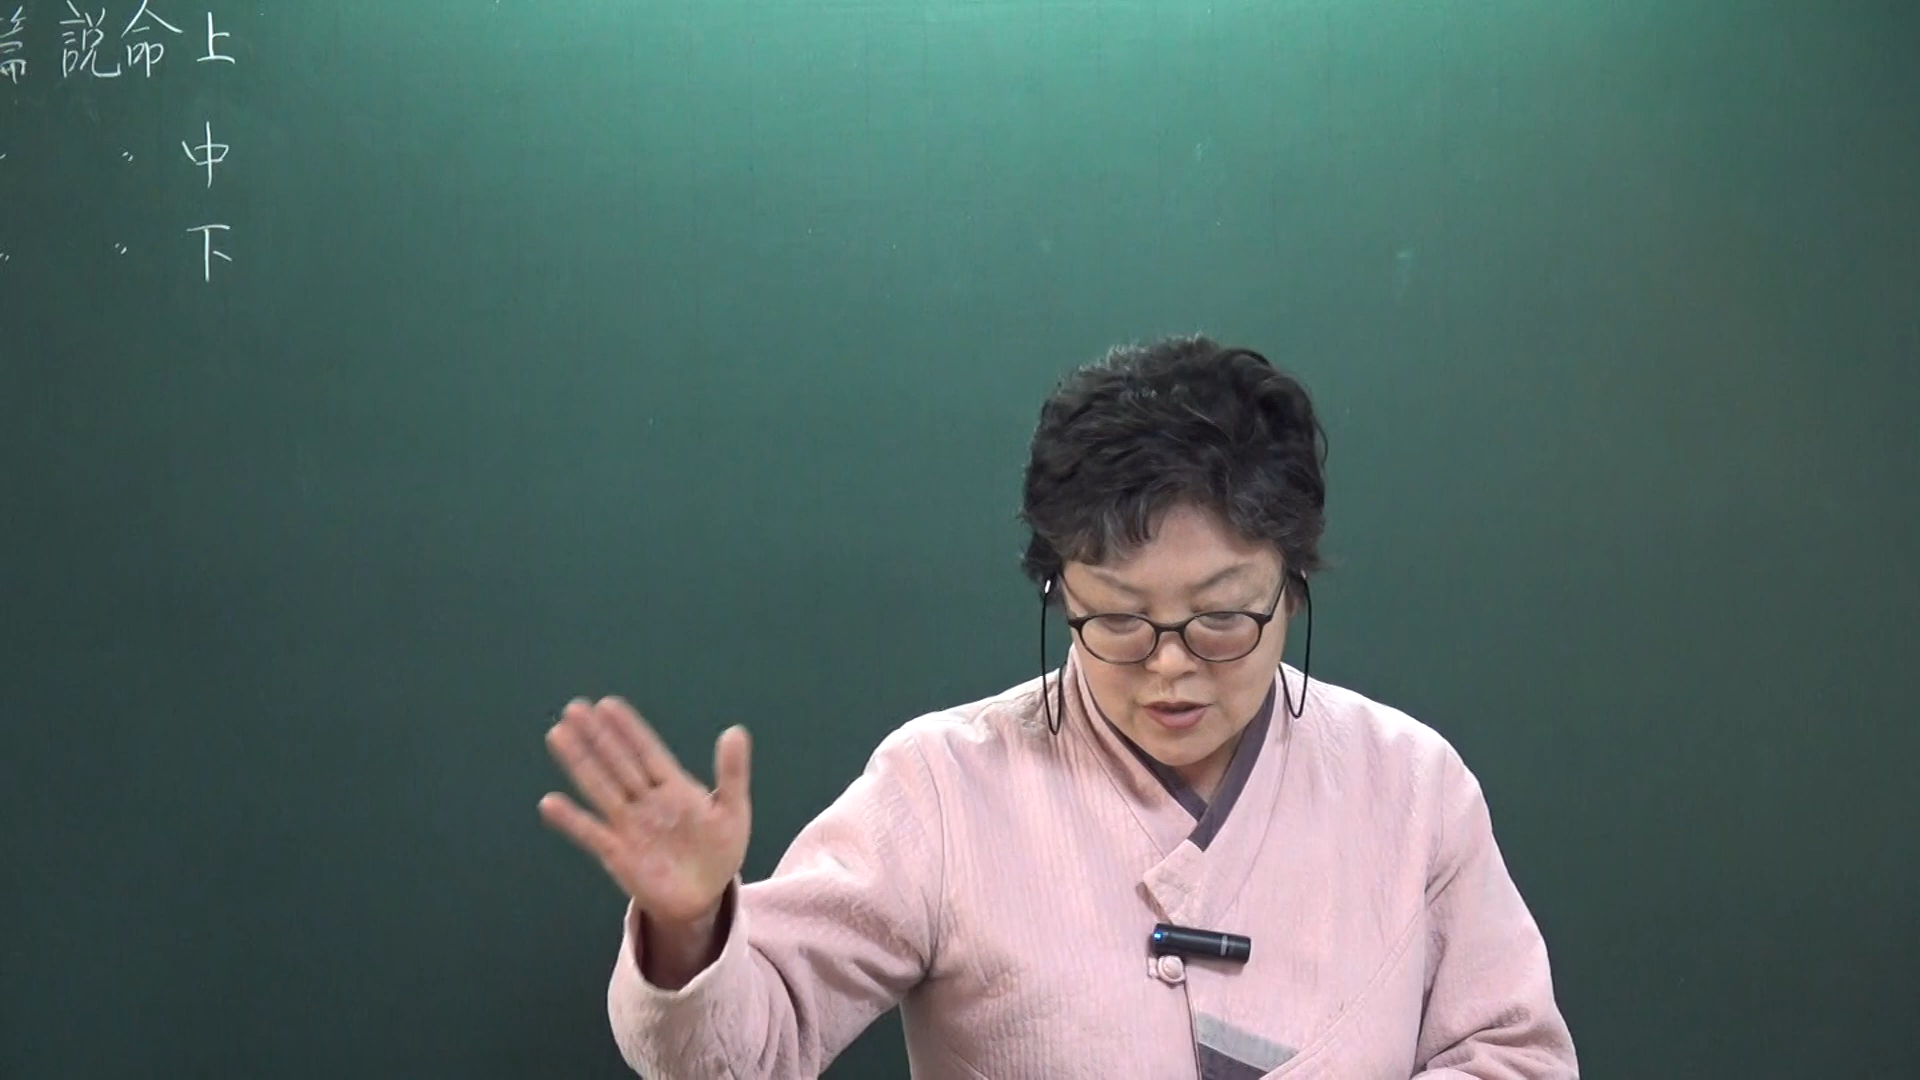 篇 說命上
〃 〃 中
〃 〃 下